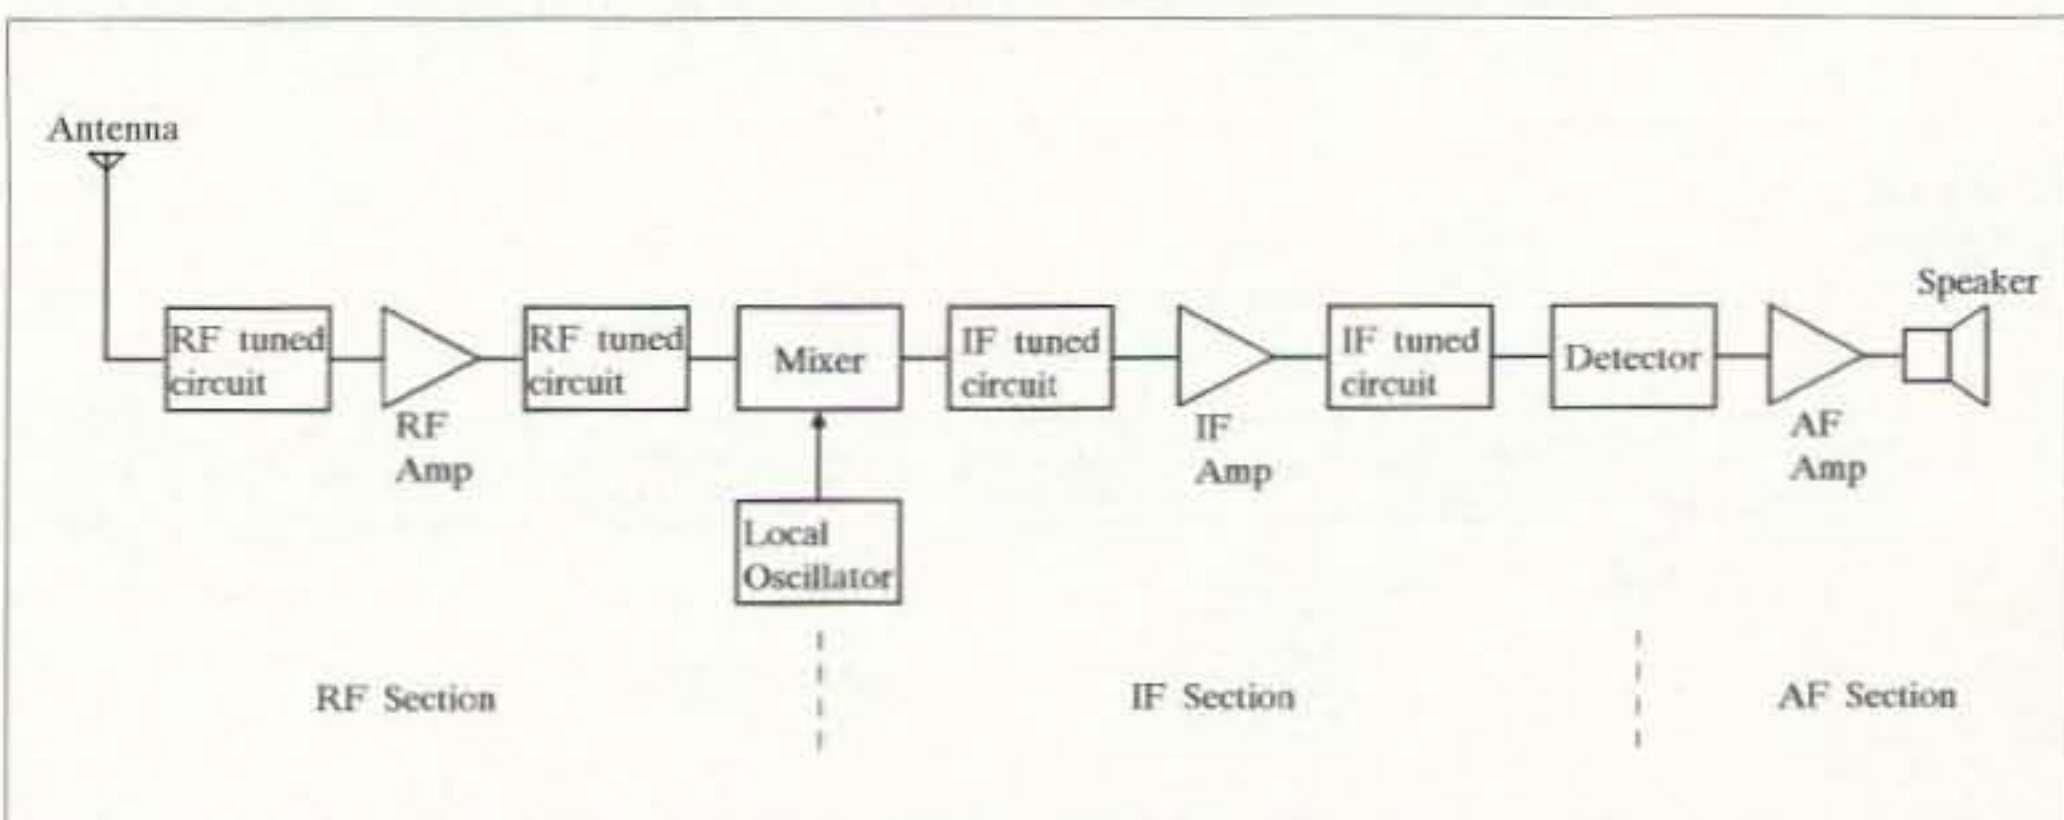 Antenna
Speaker
RF tuned
circuit
RF
Amp
RF tuned
circuit
Mixer
Local
Oscillator
IF tuned
circuit
IF
Amp
IF tuned
circuit
Detector
AF
Amp
RF Section
IF Section
AF Section